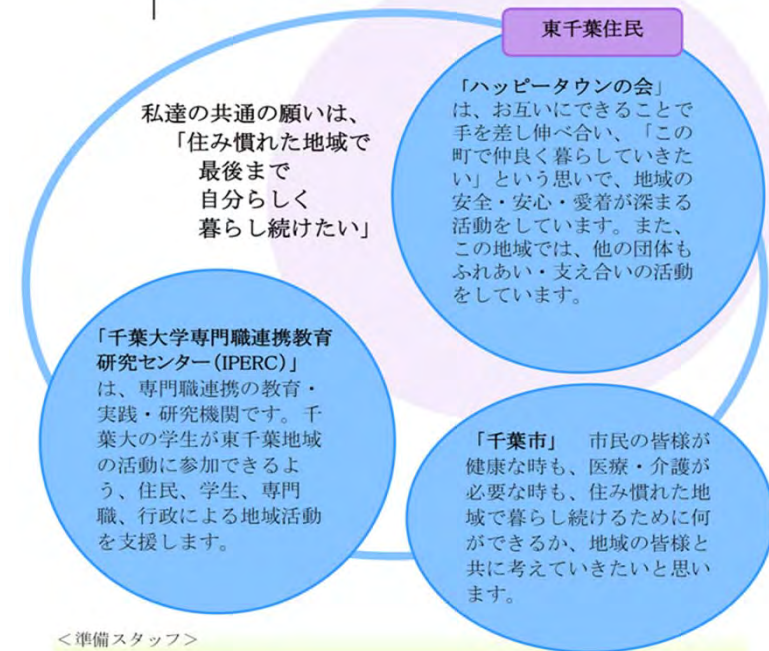 東千葉住民
私達の共通の願いは、
「住み慣れた地域で
最後まで
自分らしく
暮らし続けたい」
「ハッピータウンの会」
は、お互いにできることで
手を差し伸べ合い、「この
町で仲良く暮らしていきた
い」という思いで、地域の
安全・安心・愛着が深まる
活動をしています。また、
この地域では、他の団体も
ふれあい・支え合いの活動
をしています。
「千葉大学専門職連携教育
研究センター(IPERC)」
は、専門職連携の教育・
実践・研究機関です。千
葉大の学生が東千葉地域
の活動に参加できるよ
う、住民、学生、専門
職、行政による地域活動
を支援します。
「千葉市」　市民の皆様が
健康な時も、医療・介護が
必要な時も、住み慣れた地
域で暮らし続けるために何
ができるか、地域の皆様と
共に考えていきたいと思い
ます。
＜準備スタッフ＞